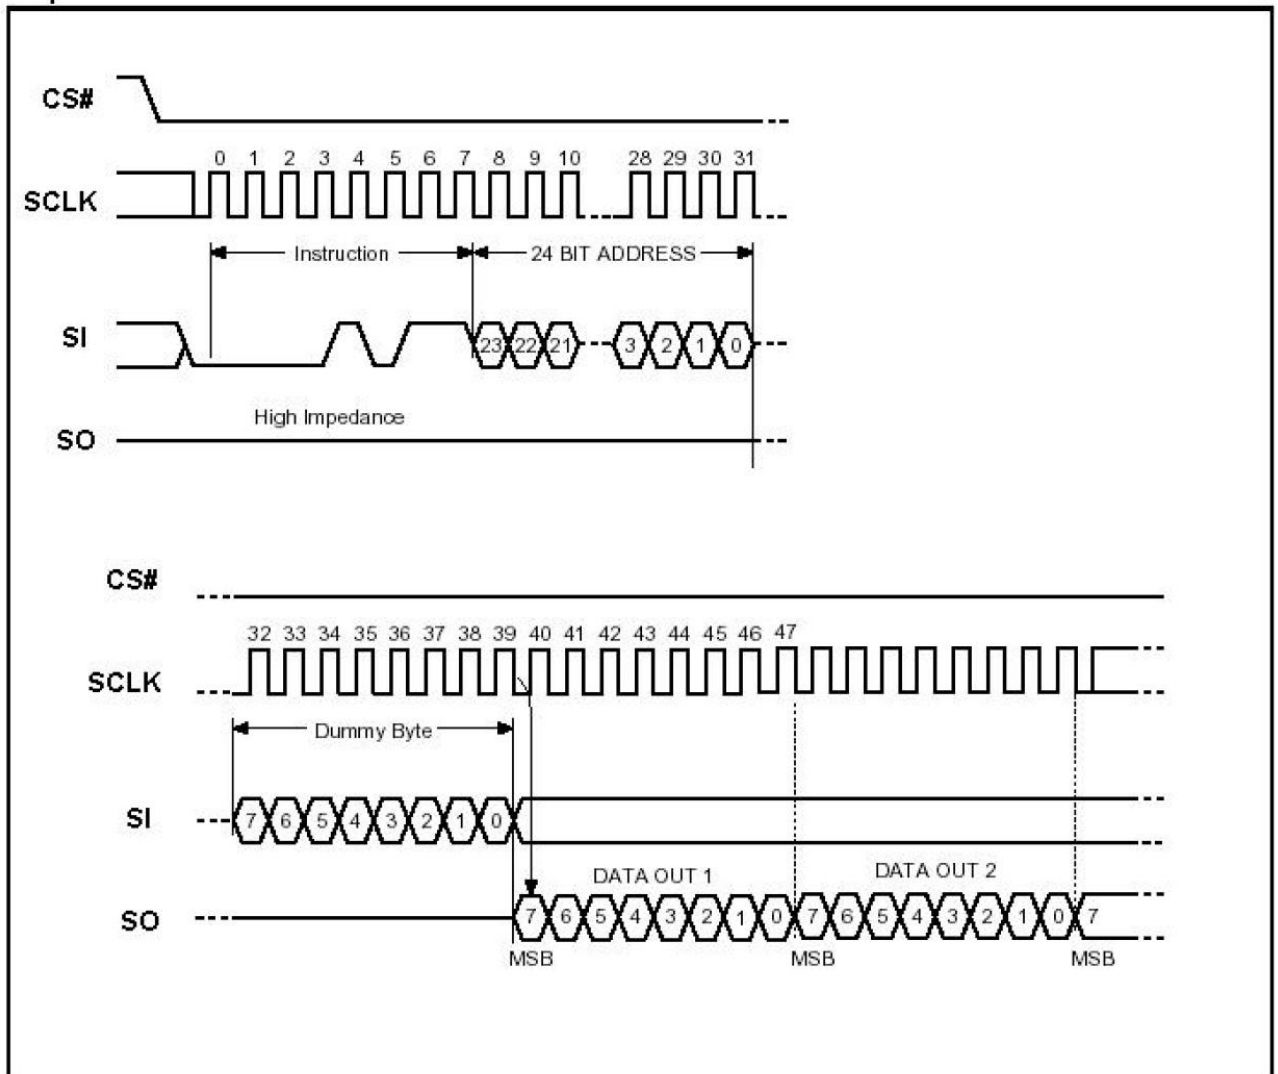 CS#
0 1 2 3 4 5 6 7 8 9 10 28 29 30 31
SCLK
Instruction 24 BIT ADDRESS
SI 23 22 21 3 2 1 0
High Impedance
SO
CS#
32 33 34 35 36 37 38 39 40 41 42 43 44 45 46 47
SCLK
Dummy Byte
SI 7 6 5 4 3 2 1 0
DATA OUT 1 DATA OUT 2
SO 7 6 5 4 3 2 1 0 7 6 5 4 3 2 1 0 7
MSB MSB MSB